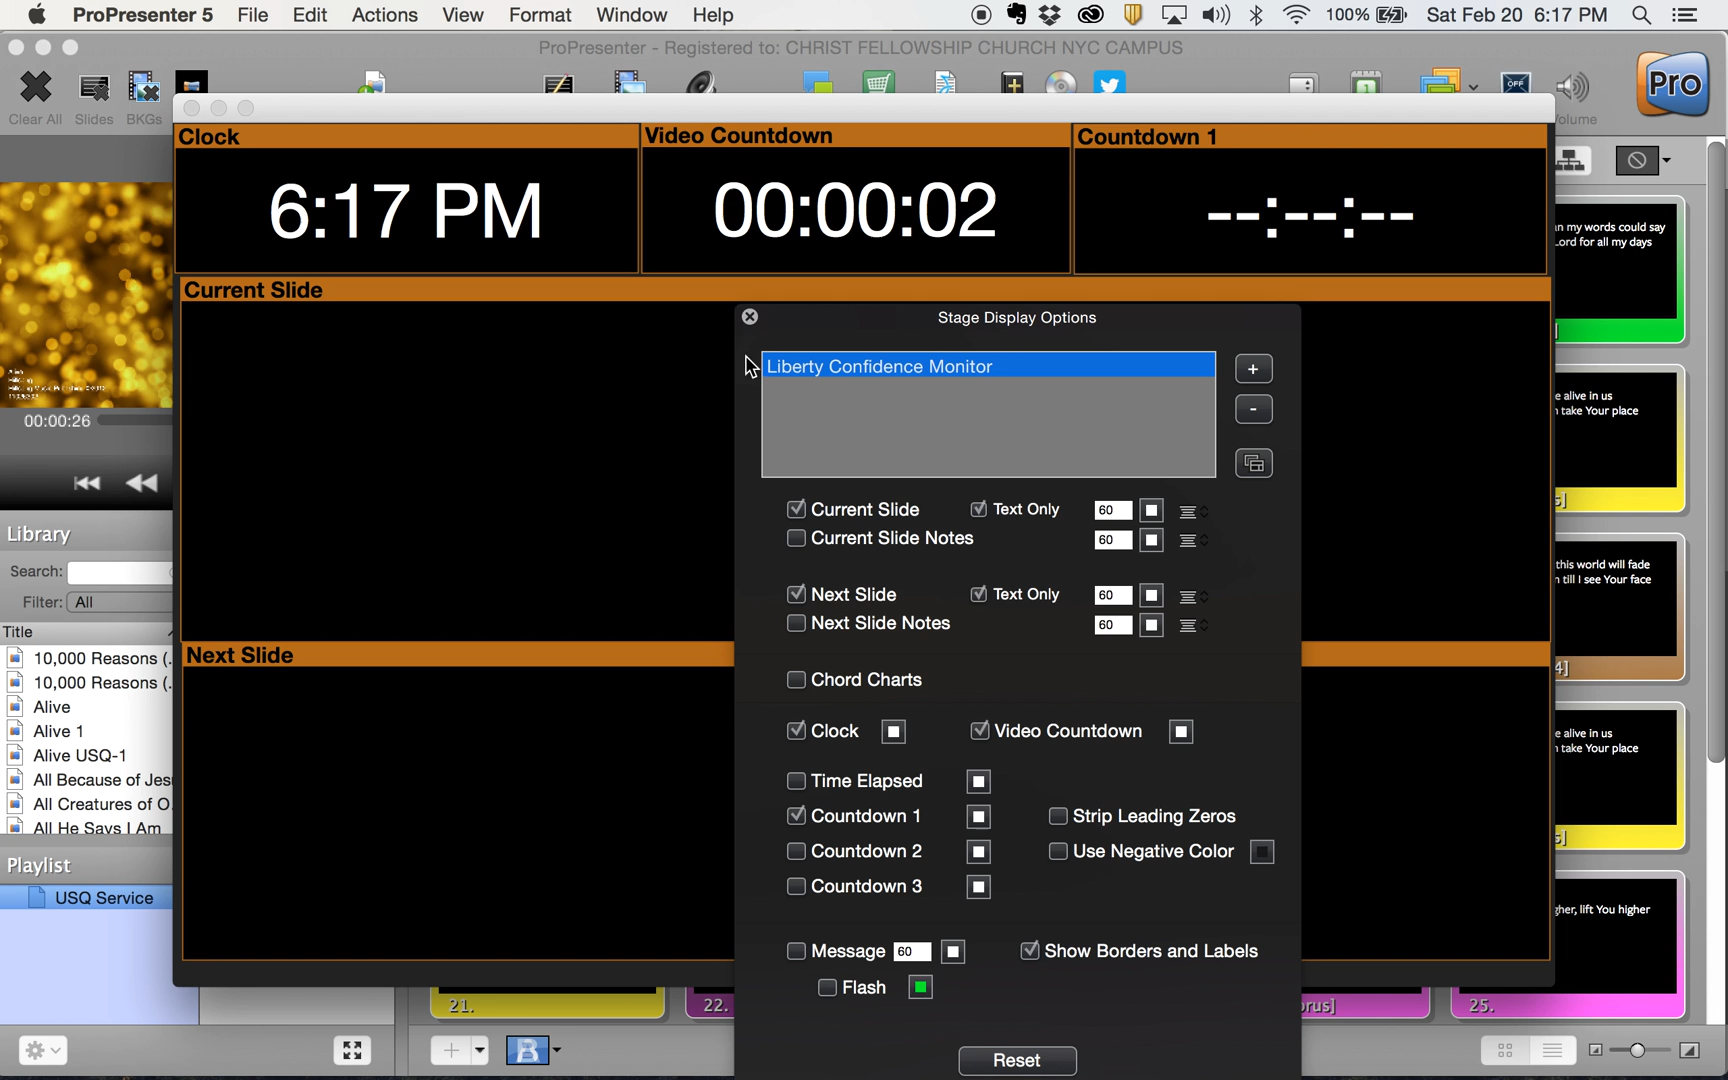 ProPresenter 5 File Edit Actions View Format Window Help 100% Sat Feb 20 6:17 PM
ProPresenter - Registered to: CHRIST FELLOWSHIP CHURCH NYC CAMPUS
Clear All Slides BKGs
OFF
Pro
Clock
6:17 PM
Video Countdown
00:00:02
Countdown 1
--:--:--
Current Slide
Next Slide
Stage Display Options
Liberty Confidence Monitor
+
-
Current Slide Text Only 60
Current Slide Notes 60
Next Slide Text Only 60
Next Slide Notes 60
Chord Charts
Clock Video Countdown
Time Elapsed
Countdown 1 Strip Leading Zeros
Countdown 2 Use Negative Color
Countdown 3
Message 60 Show Borders and Labels
Flash
Reset
00:00:26
Library
Search:
Filter: All
Title
10,000 Reasons (.
10,000 Reasons (.
Alive
Alive 1
Alive USQ-1
All Because of Jesu
All Creatures of O
All He Says I Am
Playlist
USQ Service
my words could say
Lord for all my days
alive in us
take Your place
this world will fade
till I see Your face
4]
alive in us
take Your place
lift You higher
21.
22.
rus]
25.